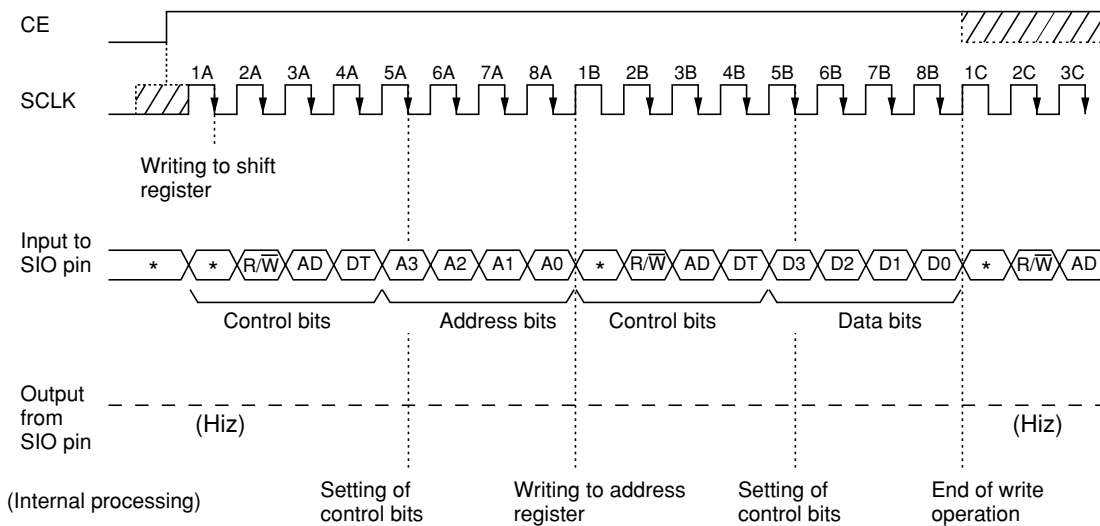 CE
1A 2A 3A 4A 5A 6A 7A 8A 1B 2B 3B 4B 5B 6B 7B 8B 1C 2C 3C
SCLK
Writing to shift
register
Input to
SIO pin
* * R/W̅ AD DT A3 A2 A1 A0 * R/W̅ AD DT D3 D2 D1 D0 * R/W̅ AD
Control bits Address bits Control bits Data bits
Output
from
SIO pin
(Hiz) (Hiz)
(Internal processing)
Setting of
control bits
Writing to address
register
Setting of
control bits
End of write
operation